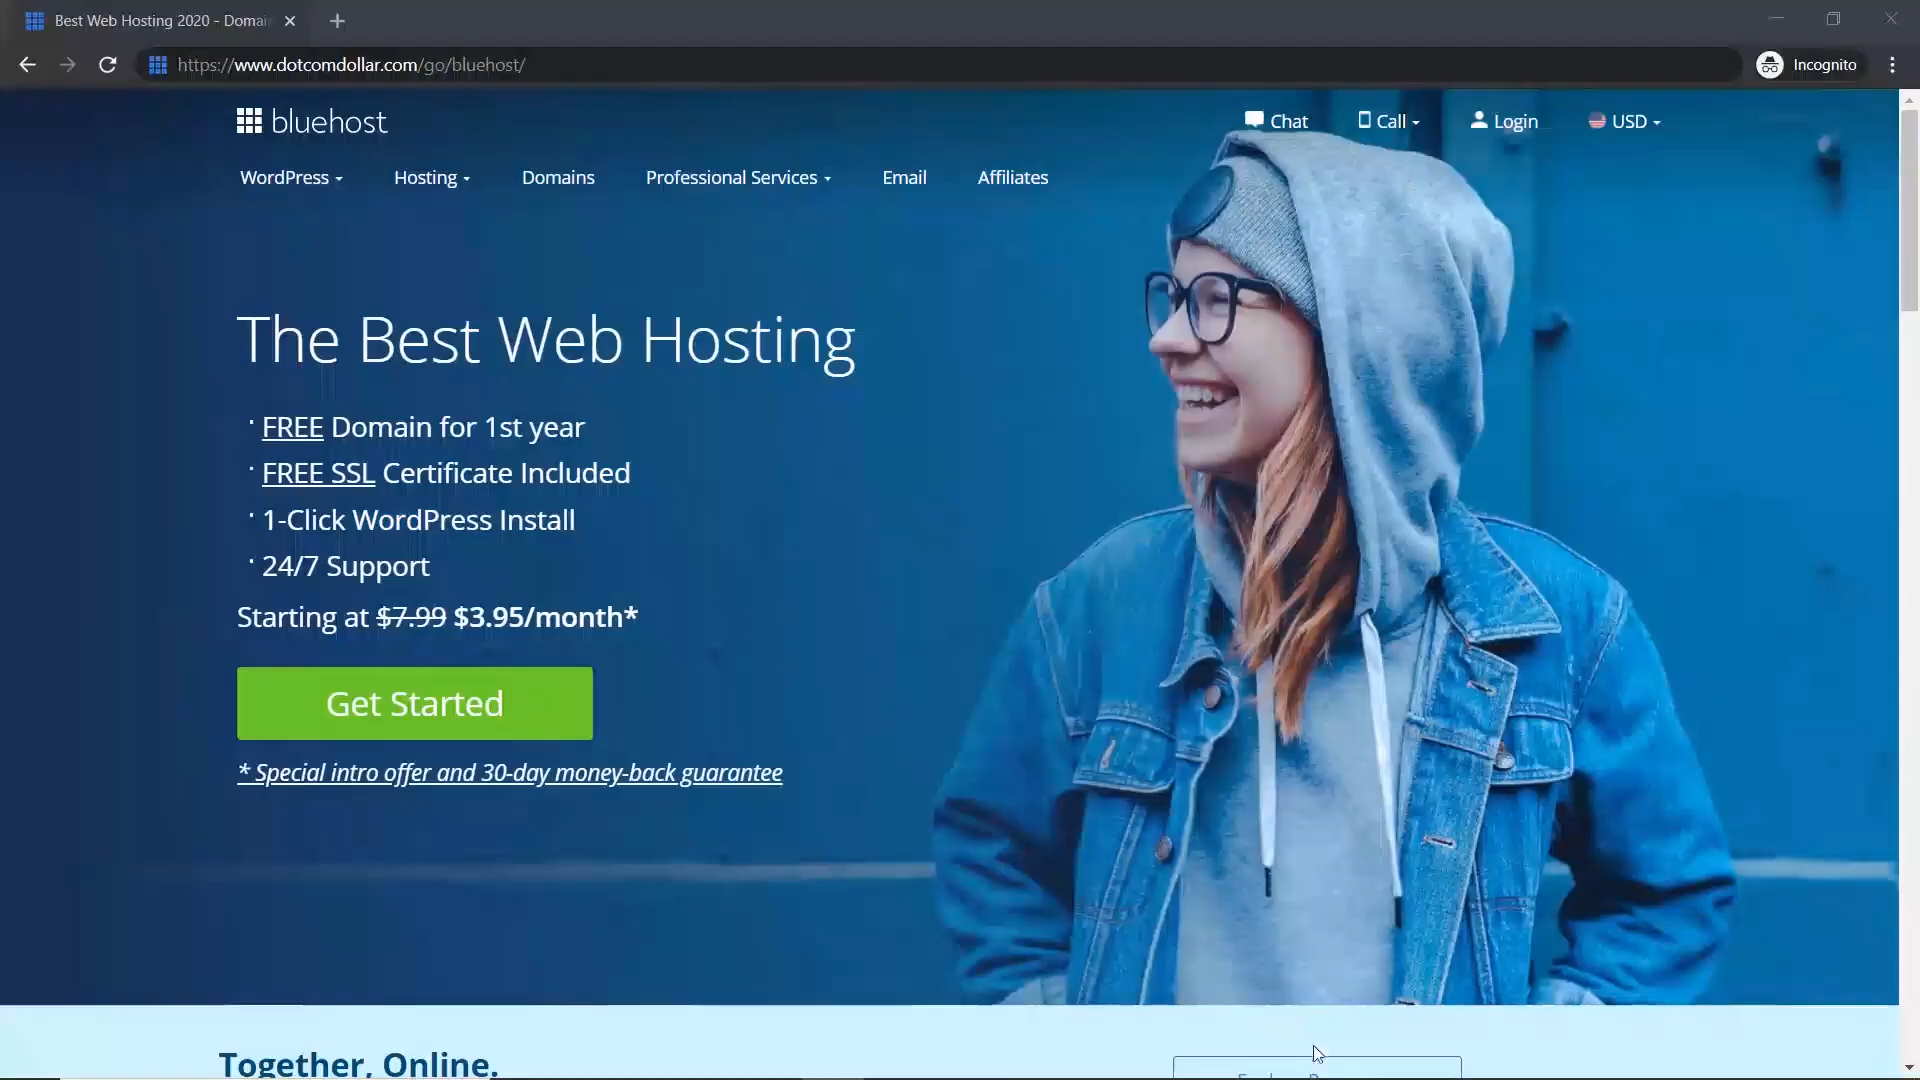 Best Web Hosting 2020 - Domai
https://www.dotcomdollar.com/go/bluehost/
Incognito
bluehost
Chat
Call
Login
USD
WordPress
Hosting
Domains
Professional Services
Email
Affiliates
The Best Web Hosting
· FREE Domain for 1st year
· FREE SSL Certificate Included
· 1-Click WordPress Install
· 24/7 Support
Starting at $7.99 $3.95/month*
Get Started
* Special intro offer and 30-day money-back guarantee
Together, Online.